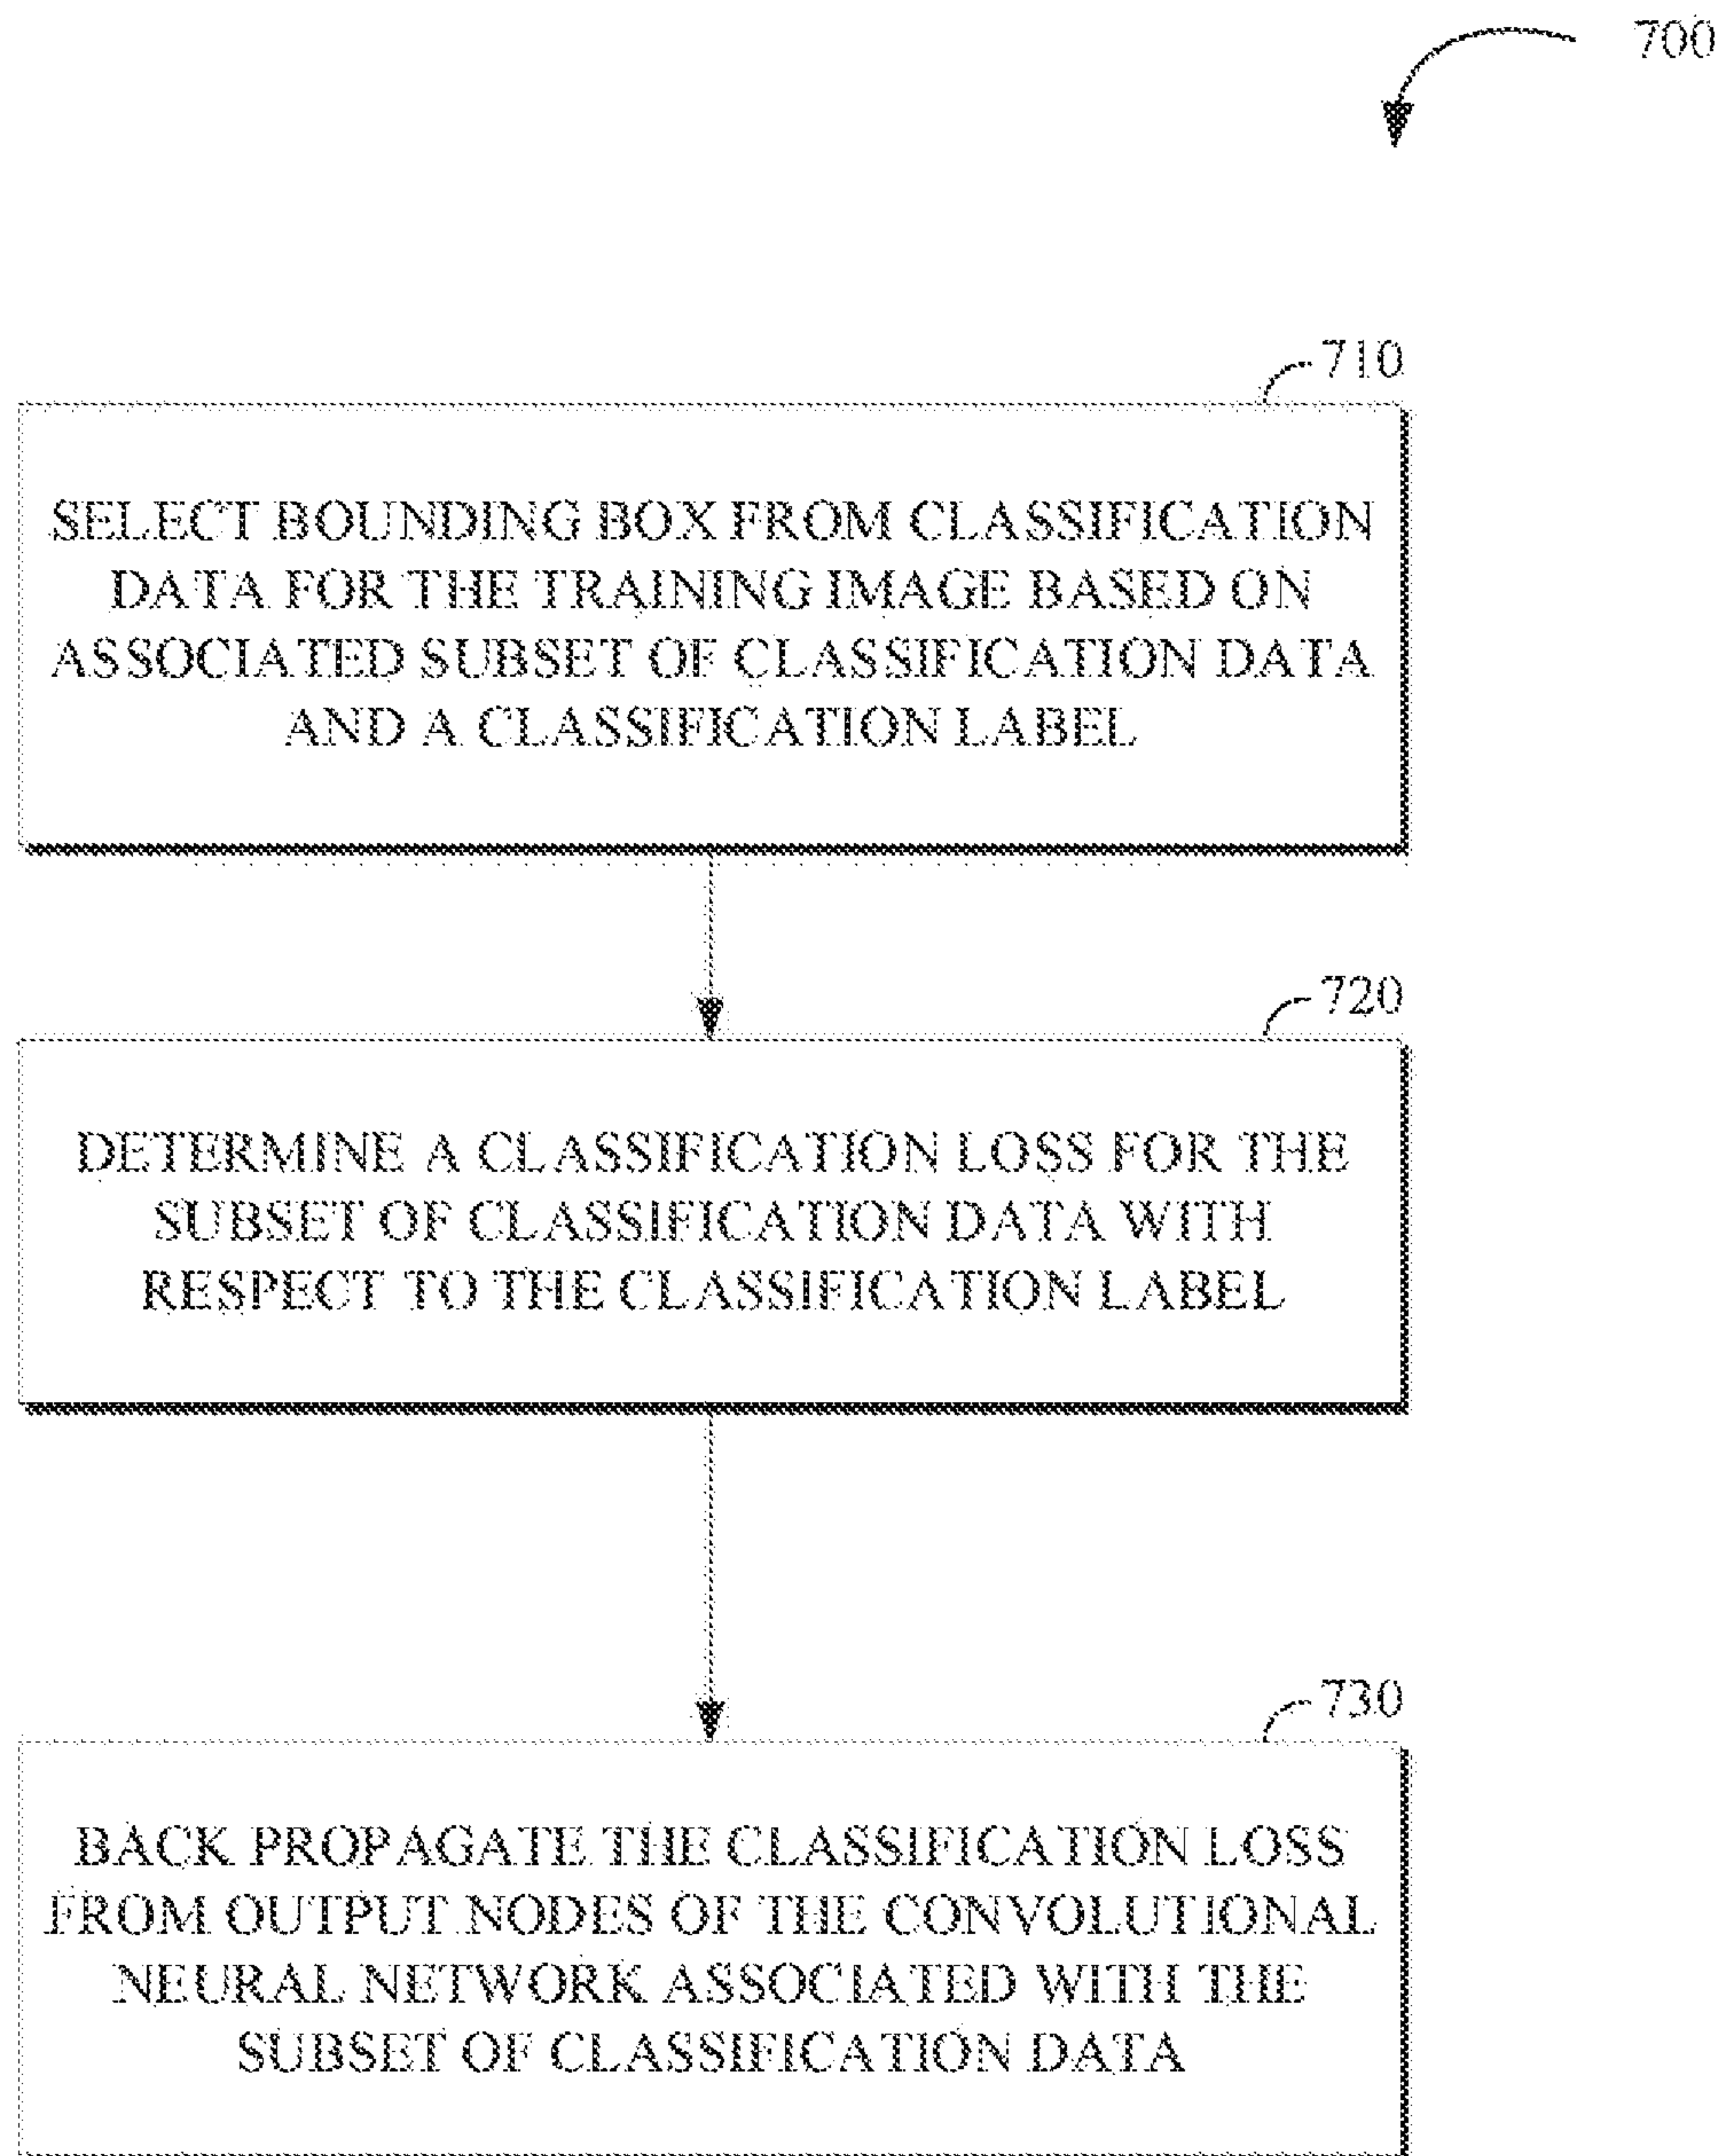 700
710
SELECT BOUNDING BOX FROM CLASSIFICATION
DATA FOR THE TRAINING IMAGE BASED ON
ASSOCIATED SUBSET OF CLASSIFICATION DATA
AND A CLASSIFICATION LABEL
720
DETERMINE A CLASSIFICATION LOSS FOR THE
SUBSET OF CLASSIFICATION DATA WITH
RESPECT TO THE CLASSIFICATION LABEL
730
BACK PROPAGATE THE CLASSIFICATION LOSS
FROM OUTPUT NODES OF THE CONVOLUTIONAL
NEURAL NETWORK ASSOCIATED WITH THE
SUBSET OF CLASSIFICATION DATA